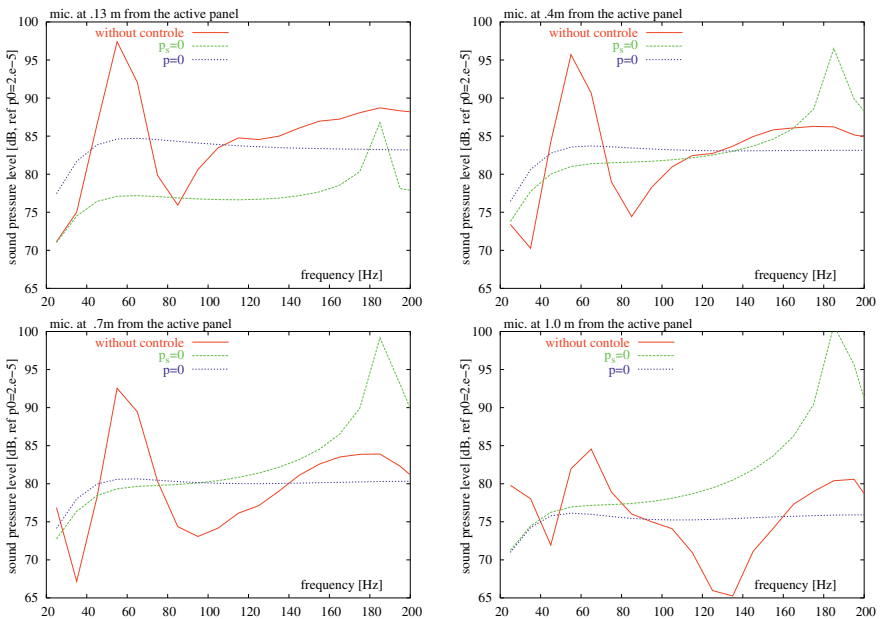 mic. at .13 m from the active panel
without controle
pₛ=0
p=0
sound pressure level [dB, ref p0=2.e−5]
100
95
90
85
80
75
70
65
frequency [Hz]
20 40 60 80 100 120 140 160 180 200
mic. at .4m from the active panel
without controle
pₛ=0
p=0
sound pressure level [dB, ref p0=2.e−5]
100
95
90
85
80
75
70
65
frequency [Hz]
20 40 60 80 100 120 140 160 180 200
mic. at .7m from the active panel
without controle
pₛ=0
p=0
sound pressure level [dB, ref p0=2.e−5]
100
95
90
85
80
75
70
65
frequency [Hz]
20 40 60 80 100 120 140 160 180 200
mic. at 1.0 m from the active panel
without controle
pₛ=0
p=0
sound pressure level [dB, ref p0=2.e−5]
100
95
90
85
80
75
70
65
frequency [Hz]
20 40 60 80 100 120 140 160 180 200